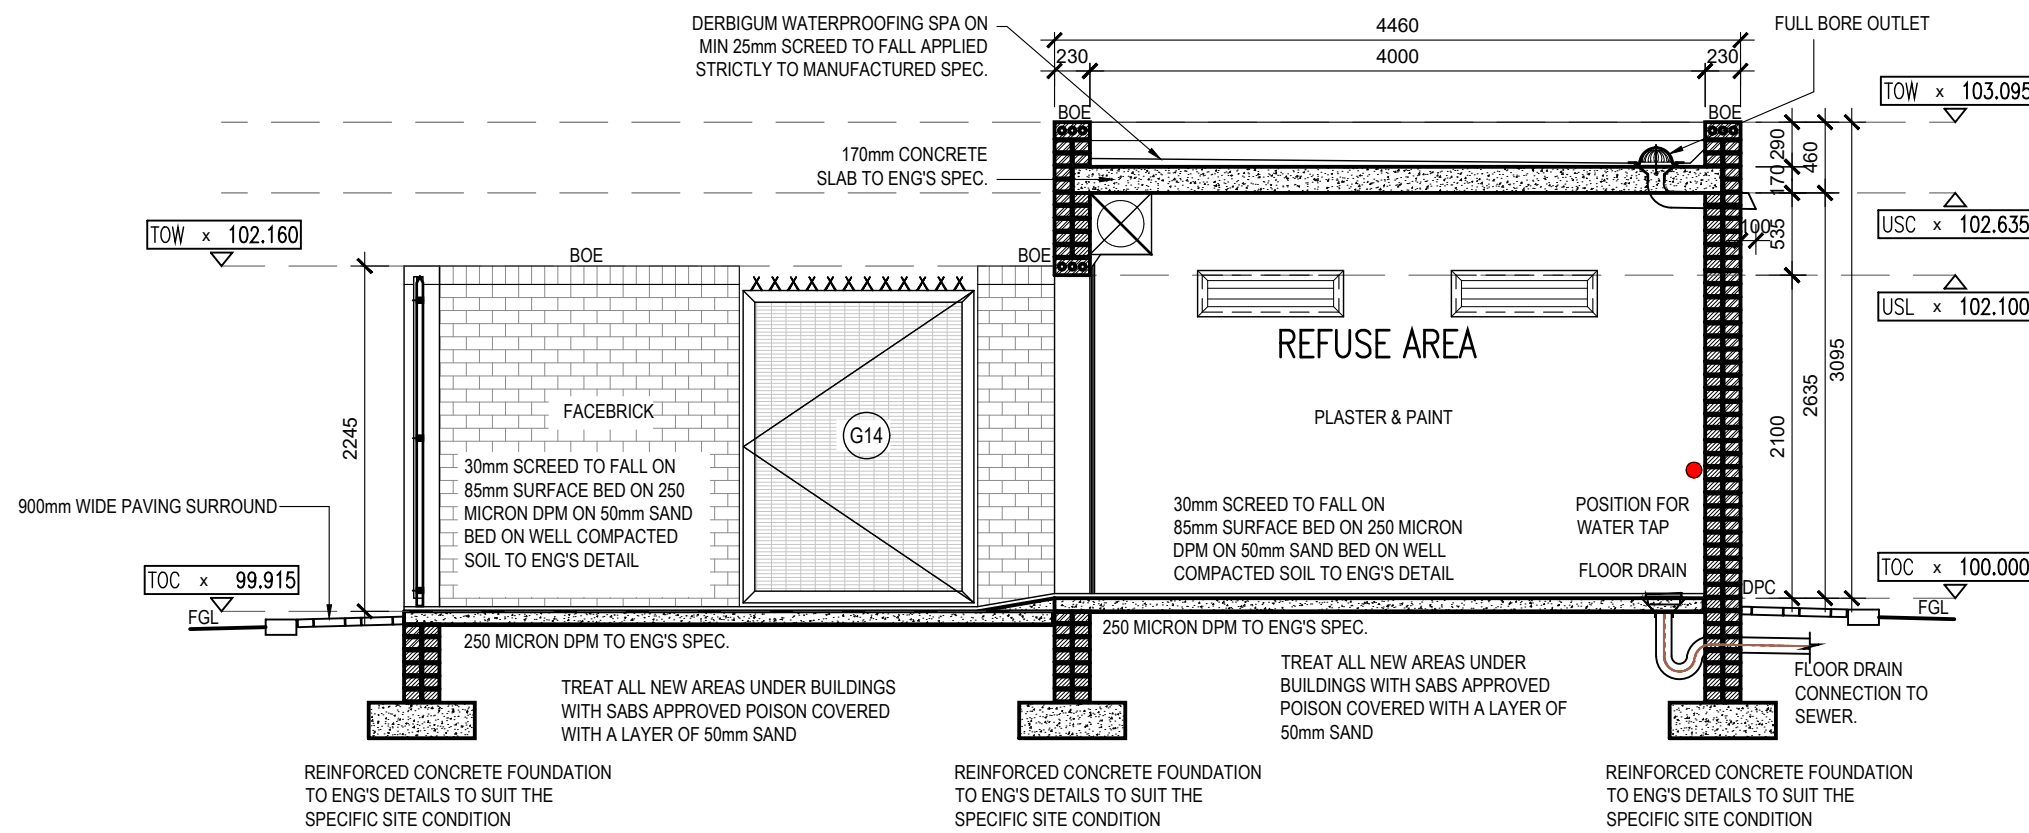 DERBIGUM WATERPROOFING SPA ON
MIN 25mm SCREED TO FALL APPLIED
STRICTLY TO MANUFACTURED SPEC.
4460
230
4000
230
FULL BORE OUTLET
TOW x 103.095
BOE
BOE
170mm CONCRETE
SLAB TO ENG'S SPEC.
290
460
170
TOW x 102.160
USC x 102.635
100
535
BOE
BOE
USL x 102.100
REFUSE AREA
3095
2635
2100
2245
FACEBRICK
G14
PLASTER & PAINT
30mm SCREED TO FALL ON
85mm SURFACE BED ON 250
MICRON DPM ON 50mm SAND
BED ON WELL COMPACTED
SOIL TO ENG'S DETAIL
900mm WIDE PAVING SURROUND
30mm SCREED TO FALL ON
85mm SURFACE BED ON 250 MICRON
DPM ON 50mm SAND BED ON WELL
COMPACTED SOIL TO ENG'S DETAIL
POSITION FOR
WATER TAP
FLOOR DRAIN
TOC x 99.915
TOC x 100.000
DPC
FGL
FGL
250 MICRON DPM TO ENG'S SPEC.
250 MICRON DPM TO ENG'S SPEC.
TREAT ALL NEW AREAS UNDER BUILDINGS
WITH SABS APPROVED POISON COVERED
WITH A LAYER OF 50mm SAND
TREAT ALL NEW AREAS UNDER
BUILDINGS WITH SABS APPROVED
POISON COVERED WITH A LAYER OF
50mm SAND
FLOOR DRAIN
CONNECTION TO
SEWER.
REINFORCED CONCRETE FOUNDATION
TO ENG'S DETAILS TO SUIT THE
SPECIFIC SITE CONDITION
REINFORCED CONCRETE FOUNDATION
TO ENG'S DETAILS TO SUIT THE
SPECIFIC SITE CONDITION
REINFORCED CONCRETE FOUNDATION
TO ENG'S DETAILS TO SUIT THE
SPECIFIC SITE CONDITION